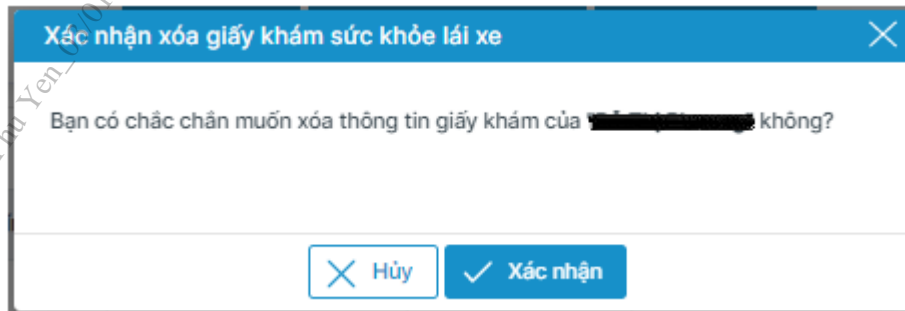 Xác nhận xóa giấy khám sức khỏe lái xe
Bạn có chắc chắn muốn xóa thông tin giấy khám của " không?
Hủy
Xác nhận